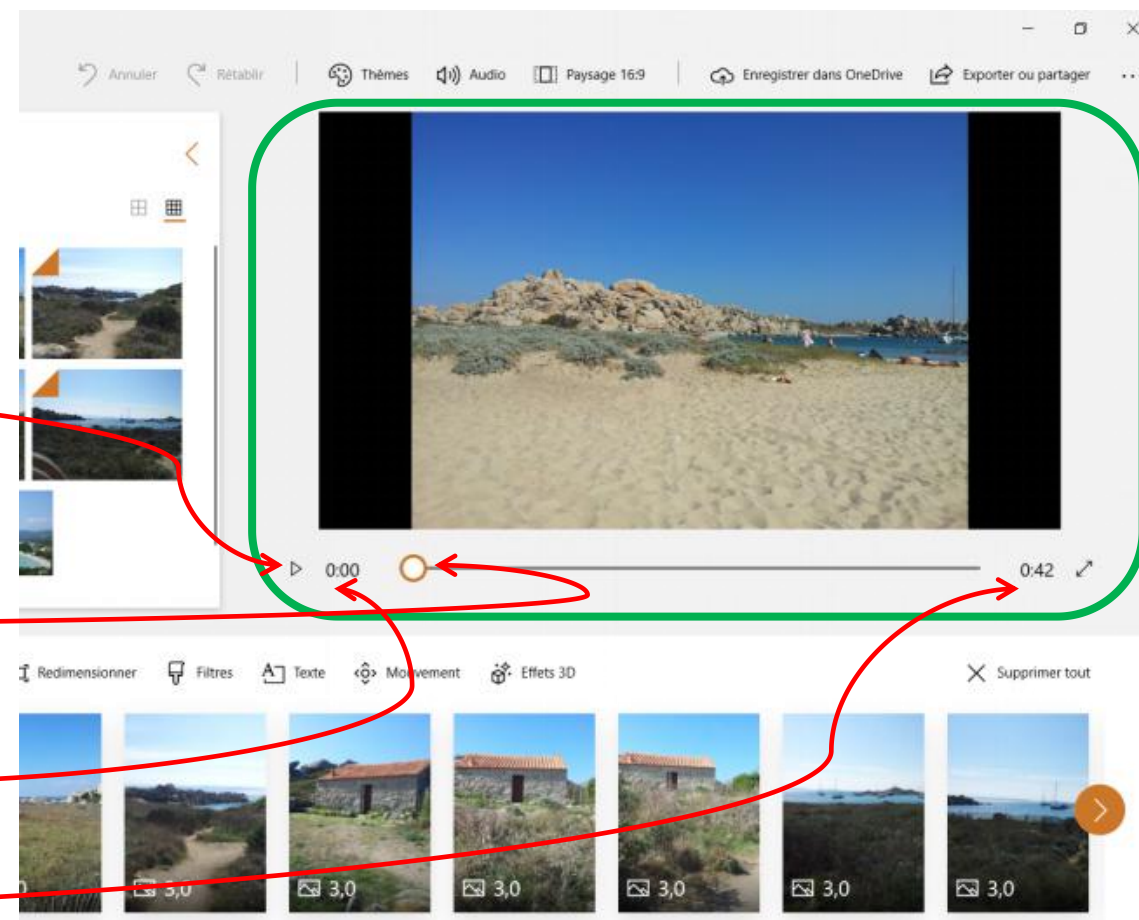 Annuler Rétablir Thèmes Audio Paysage 16:9 Enregistrer dans OneDrive Exporter ou partager ...
0:00 0:42
Redimensionner Filtres Texte Mouvement Effets 3D Supprimer tout
3,0 3,0 3,0 3,0 3,0 3,0